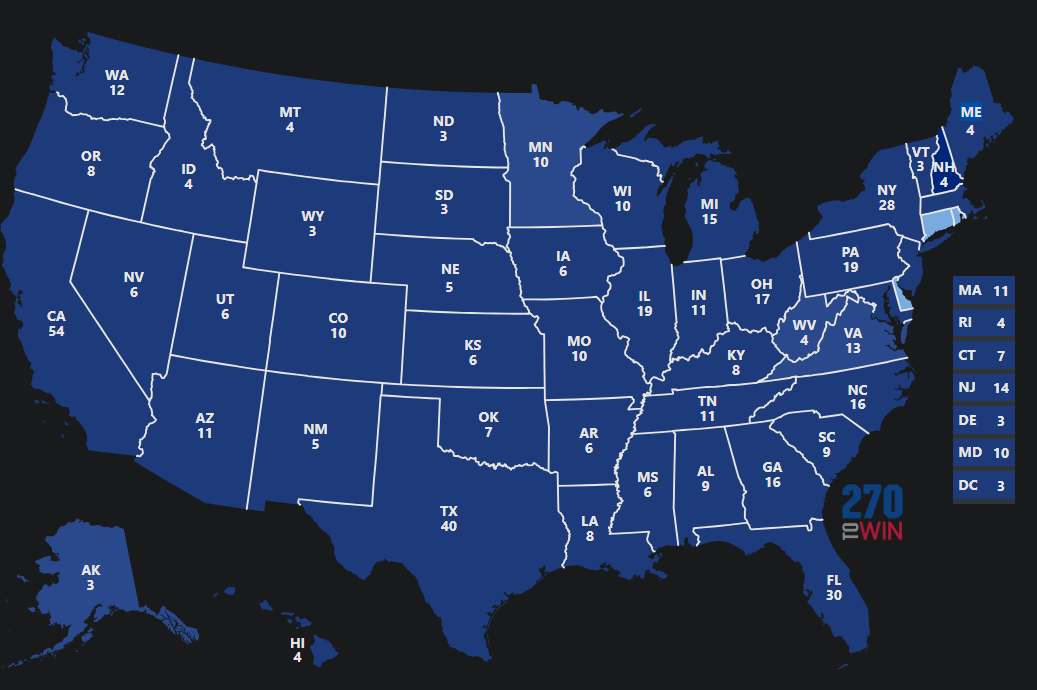 WA
12
OR
8
CA
54
NV
6
ID
4
MT
4
WY
3
UT
6
CO
10
AZ
11
NM
5
ND
3
SD
3
NE
5
KS
6
OK
7
TX
40
MN
10
IA
6
MO
10
AR
6
LA
8
WI
10
IL
19
MI
15
IN
11
OH
17
KY
8
TN
11
MS
6
AL
9
GA
16
FL
30
SC
9
NC
16
VA
13
WV
4
PA
19
NY
28
VT
3
NH
4
ME
4
MA 11
RI 4
CT 7
NJ 14
DE 3
MD 10
DC 3
270
TO WIN
AK
3
HI
4